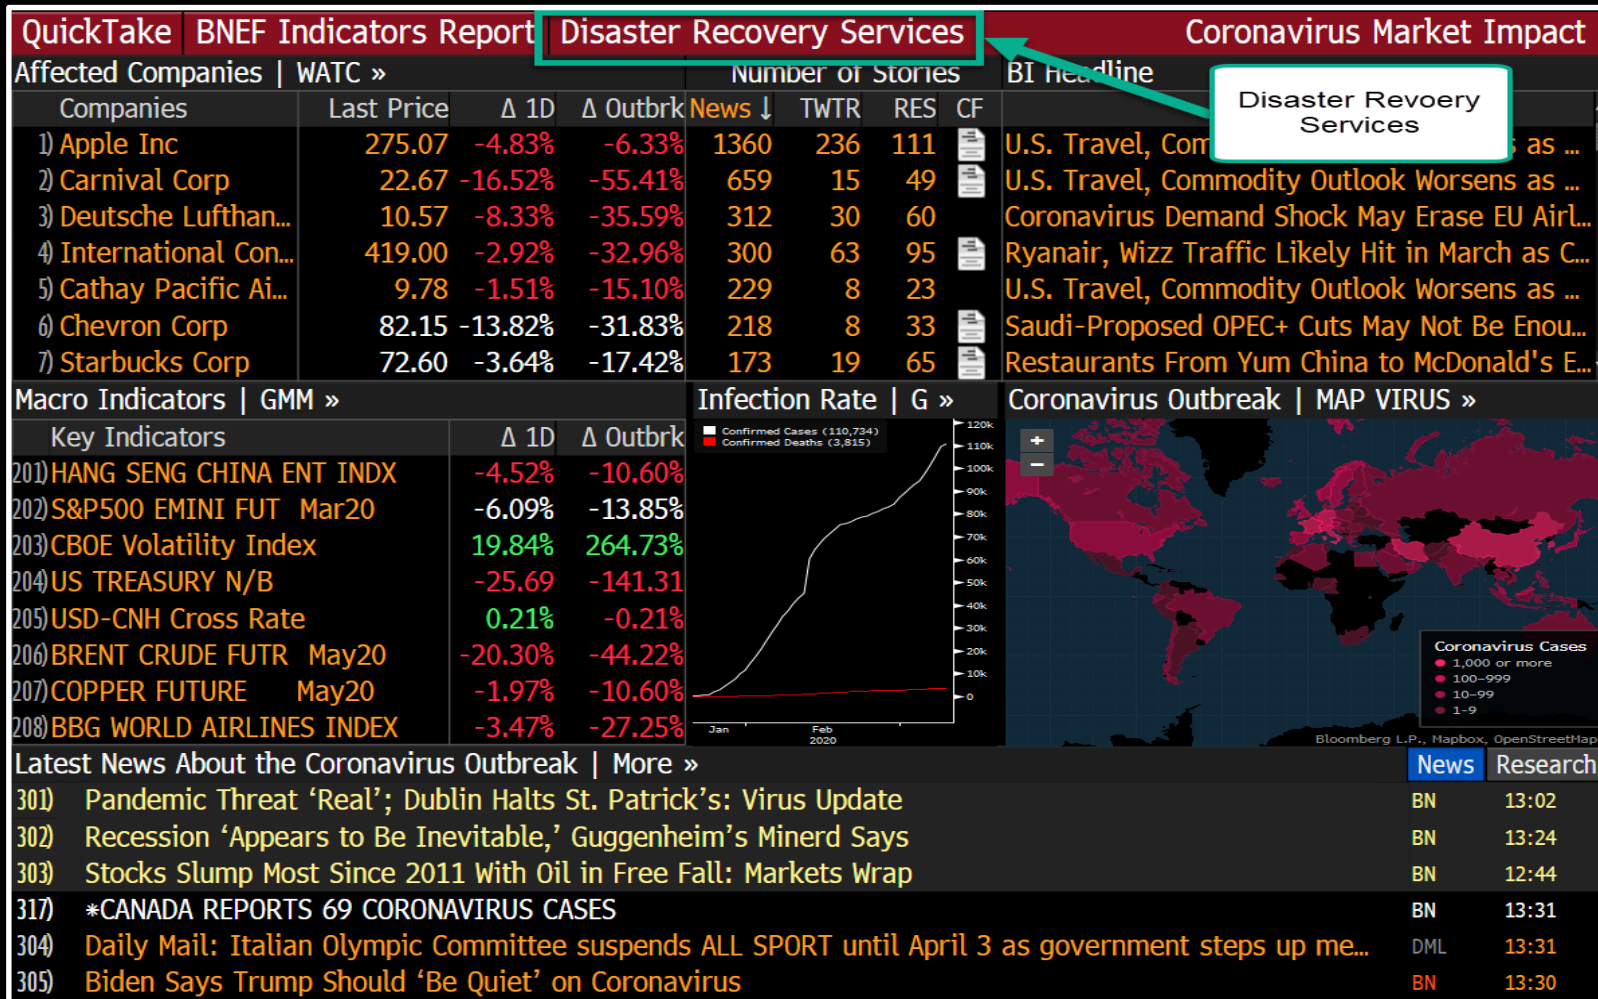 QuickTake BNEF Indicators Report Disaster Recovery Services Coronavirus Market Impact
Affected Companies | WATC » Number of Stories BI Headline
Disaster Revoery
Services
Companies Last Price Δ 1D Δ Outbrk News ↓ TWTR RES CF
1) Apple Inc 275.07 -4.83% -6.33% 1360 236 111 U.S. Travel, Com s as ...
2) Carnival Corp 22.67 -16.52% -55.41% 659 15 49 U.S. Travel, Commodity Outlook Worsens as ...
3) Deutsche Lufthan... 10.57 -8.33% -35.59% 312 30 60 Coronavirus Demand Shock May Erase EU Airl...
4) International Con... 419.00 -2.92% -32.96% 300 63 95 Ryanair, Wizz Traffic Likely Hit in March as C...
5) Cathay Pacific Ai... 9.78 -1.51% -15.10% 229 8 23 U.S. Travel, Commodity Outlook Worsens as ...
6) Chevron Corp 82.15 -13.82% -31.83% 218 8 33 Saudi-Proposed OPEC+ Cuts May Not Be Enou...
7) Starbucks Corp 72.60 -3.64% -17.42% 173 19 65 Restaurants From Yum China to McDonald's E...
Macro Indicators | GMM »
Key Indicators Δ 1D Δ Outbrk
201) HANG SENG CHINA ENT INDX -4.52% -10.60%
202) S&P500 EMINI FUT Mar20 -6.09% -13.85%
203) CBOE Volatility Index 19.84% 264.73%
204) US TREASURY N/B -25.69 -141.31
205) USD-CNH Cross Rate 0.21% -0.21%
206) BRENT CRUDE FUTR May20 -20.30% -44.22%
207) COPPER FUTURE May20 -1.97% -10.60%
208) BBG WORLD AIRLINES INDEX -3.47% -27.25%
Infection Rate | G »
Confirmed Cases (110,734)
Confirmed Deaths (3,815)
120k
110k
100k
90k
80k
70k
60k
50k
40k
30k
20k
10k
0
Jan Feb
2020
Coronavirus Outbreak | MAP VIRUS »
+
−
Coronavirus Cases
1,000 or more
100–999
10–99
1–9
Bloomberg L.P., Mapbox, OpenStreetMap
Latest News About the Coronavirus Outbreak | More » News Research
301) Pandemic Threat ‘Real’; Dublin Halts St. Patrick’s: Virus Update BN 13:02
302) Recession ‘Appears to Be Inevitable,’ Guggenheim’s Minerd Says BN 13:24
303) Stocks Slump Most Since 2011 With Oil in Free Fall: Markets Wrap BN 12:44
317) *CANADA REPORTS 69 CORONAVIRUS CASES BN 13:31
304) Daily Mail: Italian Olympic Committee suspends ALL SPORT until April 3 as government steps up me... DML 13:31
305) Biden Says Trump Should ‘Be Quiet’ on Coronavirus BN 13:30